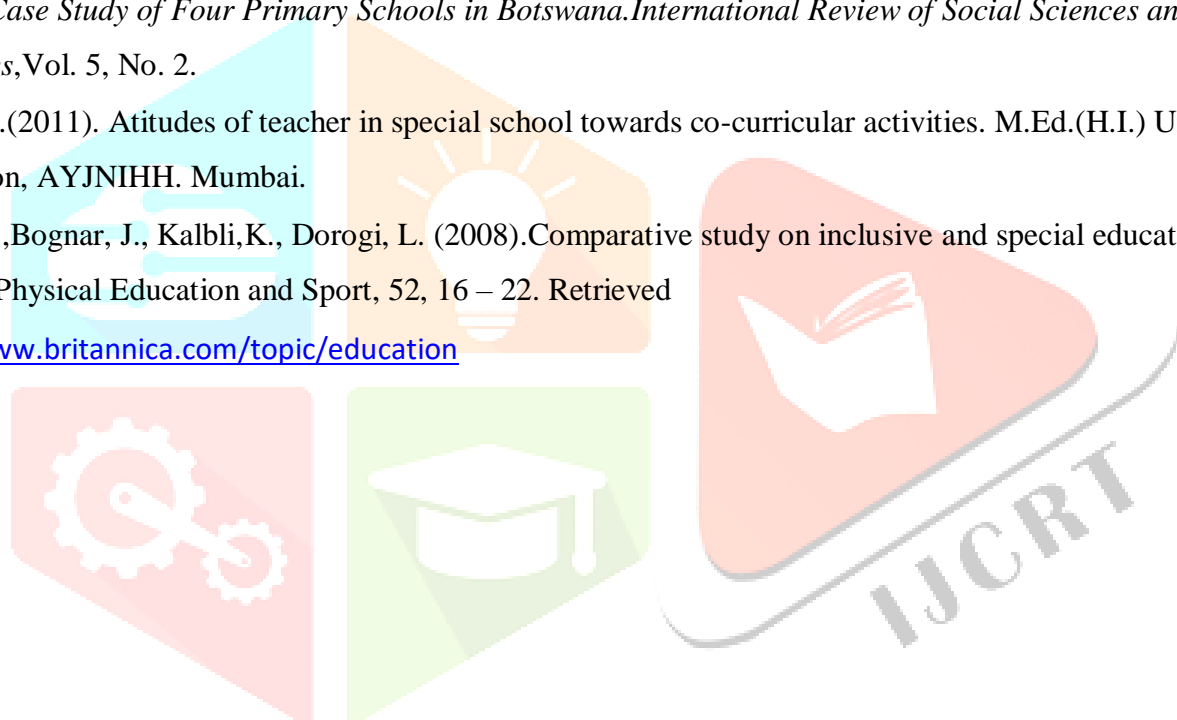 Case Study of Four Primary Schools in Botswana.International Review of Social Sciences an
s,Vol. 5, No. 2.
.(2011). Atitudes of teacher in special school towards co-curricular activities. M.Ed.(H.I.) U
on, AYJNIHH. Mumbai.
,Bognar, J., Kalbli,K., Dorogi, L. (2008).Comparative study on inclusive and special educat
Physical Education and Sport, 52, 16 – 22. Retrieved
ww.britannica.com/topic/education
IJCRT